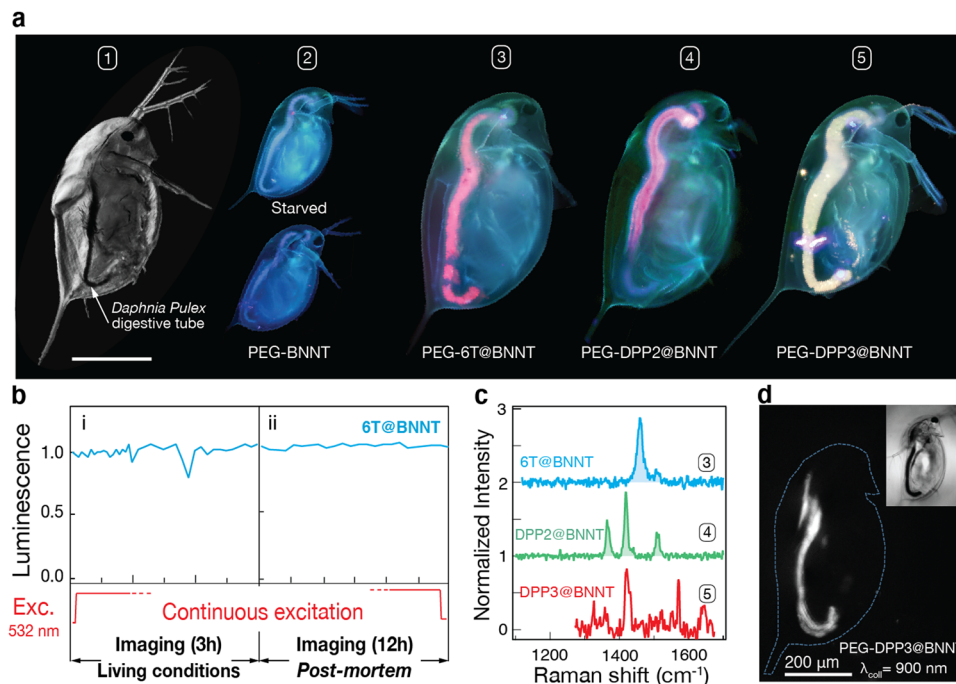 a
1
2
3
4
5
Starved
Daphnia Pulex
digestive tube
PEG-BNNT
PEG-6T@BNNT
PEG-DPP2@BNNT
PEG-DPP3@BNNT
b
i
ii
6T@BNNT
Luminescence
1.0
0.5
0.0
Exc.
532 nm
Continuous excitation
Imaging (3h)
Living conditions
Imaging (12h)
Post-mortem
c
Normalized Intensity
3
2
1
0
6T@BNNT
3
DPP2@BNNT
4
DPP3@BNNT
5
1200
1400
1600
Raman shift (cm⁻¹)
d
200 µm
PEG-DPP3@BNNT
λcoll= 900 nm